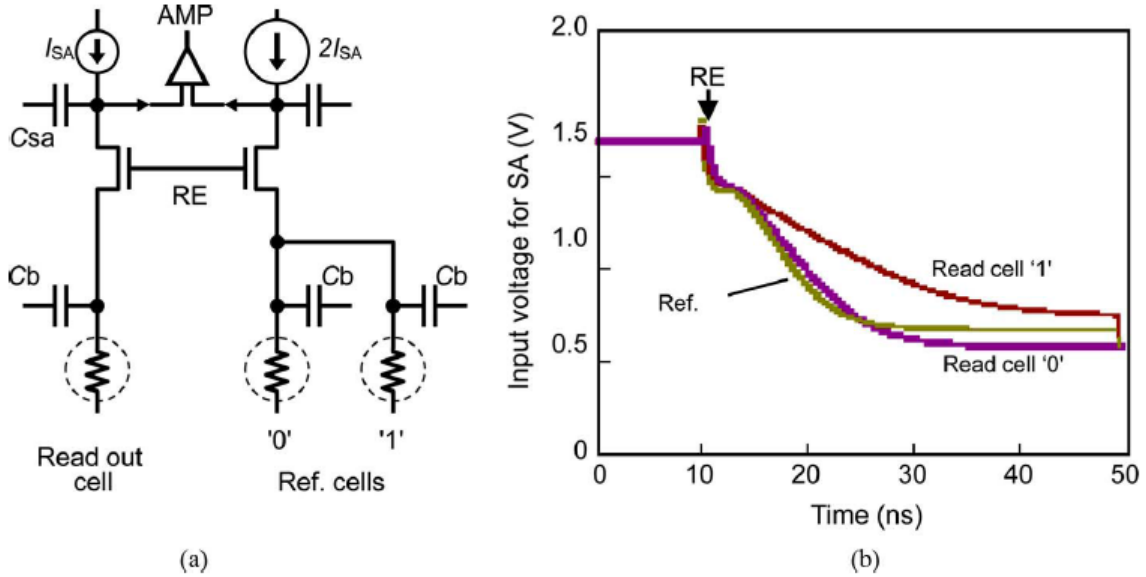 AMP
ISA
2ISA
Csa
RE
Cb
Cb
Cb
'0'
'1'
Read out
cell
Ref. cells
(a)
Input voltage for SA (V)
2.0
1.5
1.0
0.5
0
RE
Read cell '1'
Ref.
Read cell '0'
0
10
20
30
40
50
Time (ns)
(b)